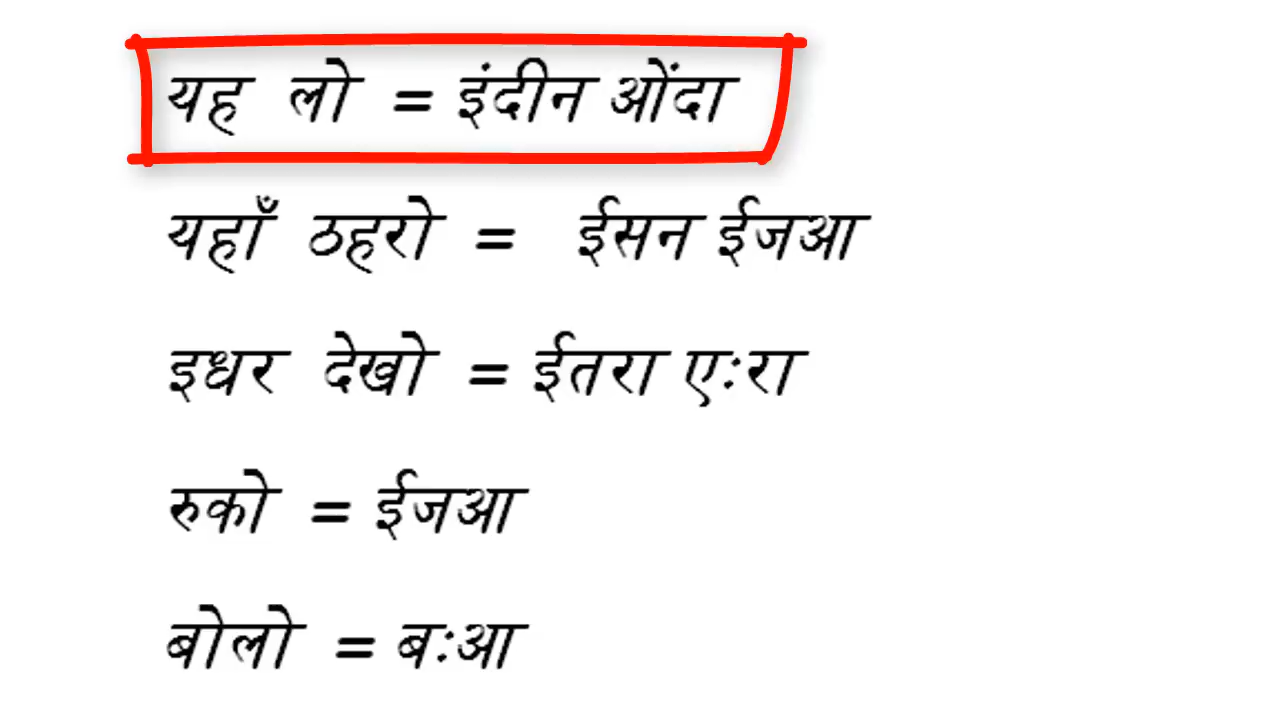 यह लो = इंदीन ओंदा
यहाँ ठहरो = ईसन ईजआ
इधर देखो = ईतरा एःरा
रुको = ईजआ
बोलो = बःआ